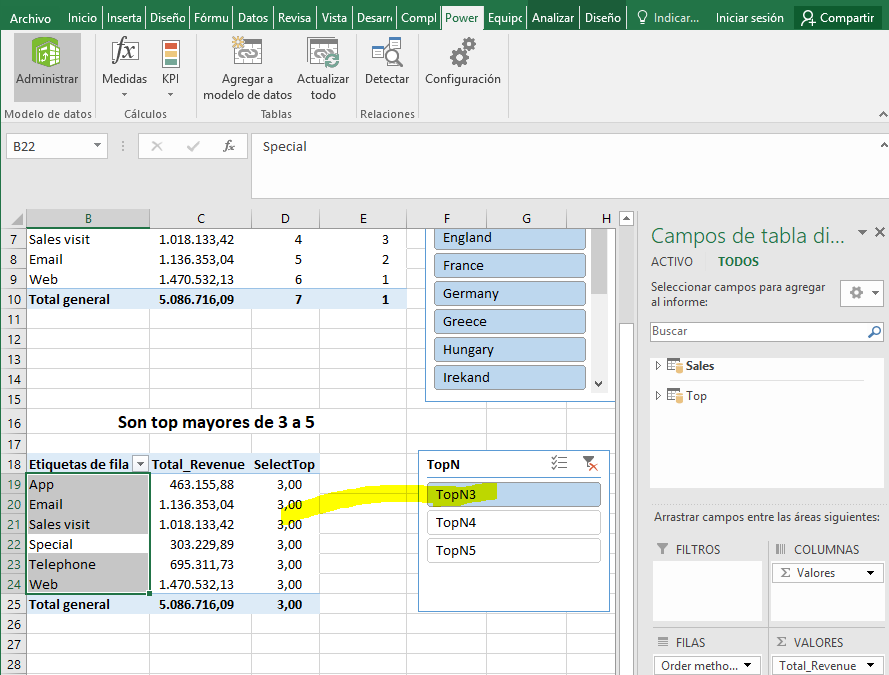 Archivo Inicio Inserta Diseño Fórmu Datos Revisa Vista Desarr Compl Power Equipo Analizar Diseño Indicar... Iniciar sesión Compartir
Administrar Medidas KPI Agregar a modelo de datos Actualizar todo Detectar Configuración
Modelo de datos Cálculos Tablas Relaciones
B22 fx Special
B C D E F G H
7 Sales visit 1.018.133,42 4 3
8 Email 1.136.353,04 5 2
9 Web 1.470.532,13 6 1
10 Total general 5.086.716,09 7 1
11
12
13
14
15
England
France
Germany
Greece
Hungary
Irekand
16 Son top mayores de 3 a 5
17
18 Etiquetas de fila Total_Revenue SelectTop
19 App 463.155,88 3,00
20 Email 1.136.353,04 3,00
21 Sales visit 1.018.133,42 3,00
22 Special 303.229,89 3,00
23 Telephone 695.311,73 3,00
24 Web 1.470.532,13 3,00
25 Total general 5.086.716,09 3,00
26
27
28
TopN
TopN3
TopN4
TopN5
Campos de tabla di...
ACTIVO TODOS
Seleccionar campos para agregar
al informe:
Buscar
Sales
Top
Arrastrar campos entre las áreas siguientes:
FILTROS COLUMNAS
Σ Valores
FILAS Σ VALORES
Order metho... Total_Revenue